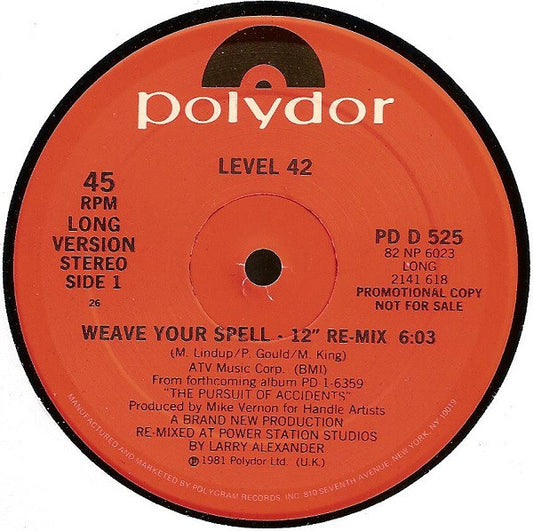 polydor
LEVEL 42
45
RPM
LONG
VERSION
STEREO
SIDE 1
26
PD D 525
82 NP 6023
LONG
2141 618
PROMOTIONAL COPY
NOT FOR SALE
WEAVE YOUR SPELL - 12" RE-MIX 6:03
(M. Lindup/P. Gould/M. King)
ATV Music Corp. (BMI)
From forthcoming album PD 1-6359
"THE PURSUIT OF ACCIDENTS"
Produced by Mike Vernon for Handle Artists
A BRAND NEW PRODUCTION
RE-MIXED AT POWER STATION STUDIOS
BY LARRY ALEXANDER
℗ 1981 Polydor Ltd. (U.K.)
MANUFACTURED AND MARKETED BY POLYGRAM RECORDS, INC. 810 SEVENTH AVENUE, NEW YORK, NY 10019